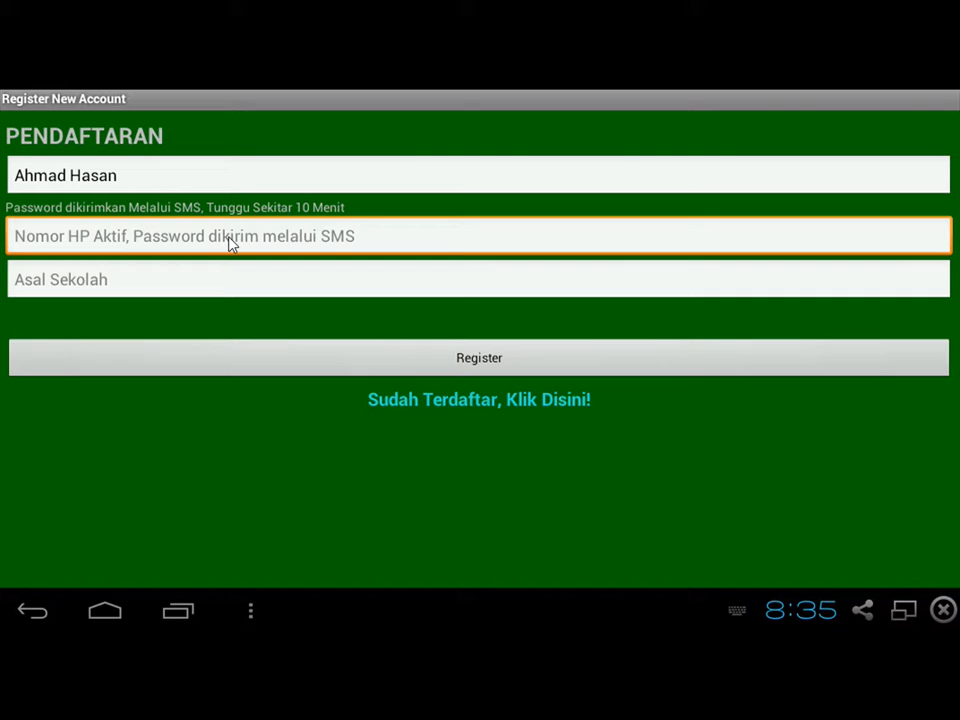 Register New Account
PENDAFTARAN
Ahmad Hasan
Password dikirimkan Melalui SMS, Tunggu Sekitar 10 Menit
Nomor HP Aktif, Password dikirim melalui SMS
Asal Sekolah
Register
Sudah Terdaftar, Klik Disini!
8:35